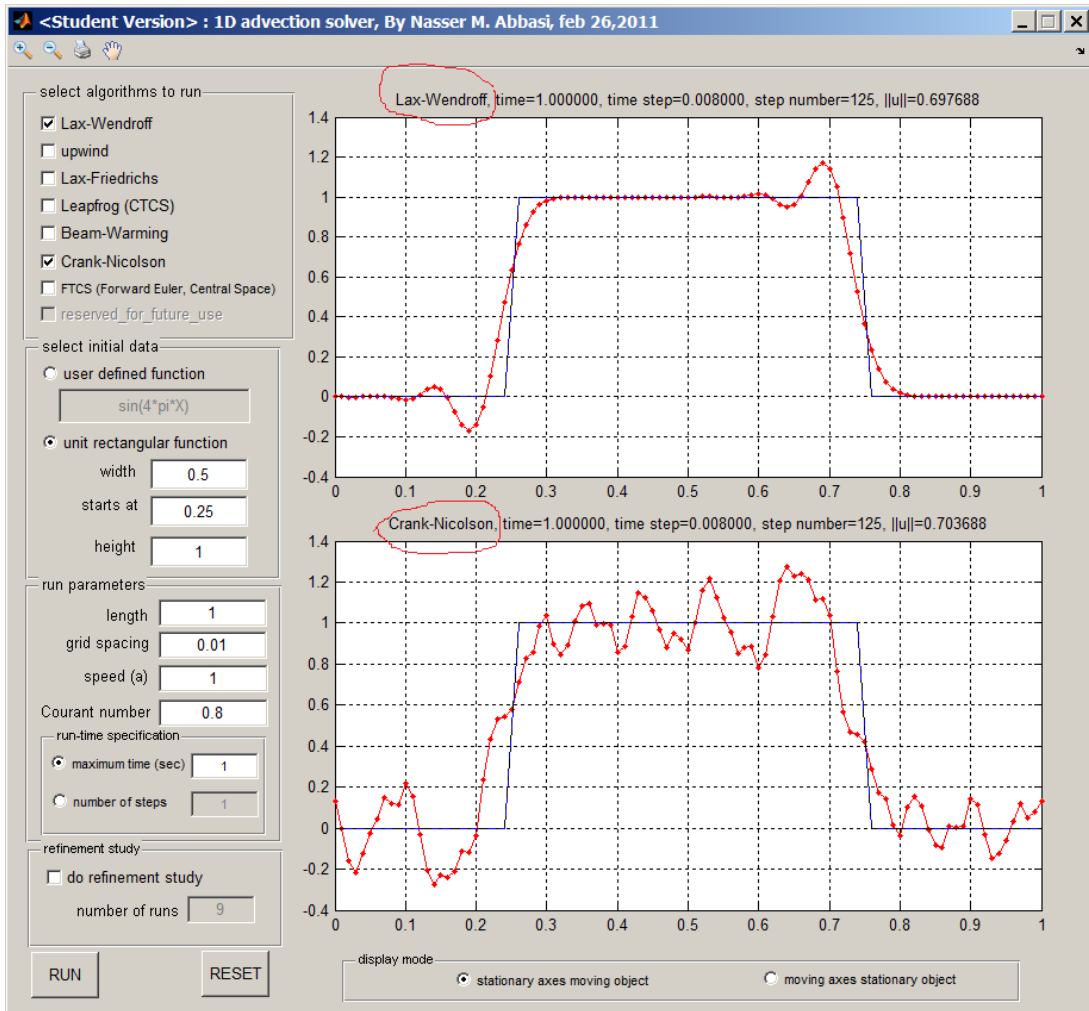 <Student Version> : 1D advection solver, By Nasser M. Abbasi, feb 26,2011
select algorithms to run
Lax-Wendroff
upwind
Lax-Friedrichs
Leapfrog (CTCS)
Beam-Warming
Crank-Nicolson
FTCS (Forward Euler, Central Space)
reserved_for_future_use
select initial data
user defined function
sin(4*pi*X)
unit rectangular function
width 0.5
starts at 0.25
height 1
run parameters
length 1
grid spacing 0.01
speed (a) 1
Courant number 0.8
run-time specification
maximum time (sec) 1
number of steps 1
refinement study
do refinement study
number of runs 9
RUN RESET
Lax-Wendroff, time=1.000000, time step=0.008000, step number=125, ||u||=0.697688
1.4
1.2
1
0.8
0.6
0.4
0.2
0
-0.2
-0.4
0 0.1 0.2 0.3 0.4 0.5 0.6 0.7 0.8 0.9 1
Crank-Nicolson, time=1.000000, time step=0.008000, step number=125, ||u||=0.703688
1.4
1.2
1
0.8
0.6
0.4
0.2
0
-0.2
-0.4
0 0.1 0.2 0.3 0.4 0.5 0.6 0.7 0.8 0.9 1
display mode
stationary axes moving object moving axes stationary object